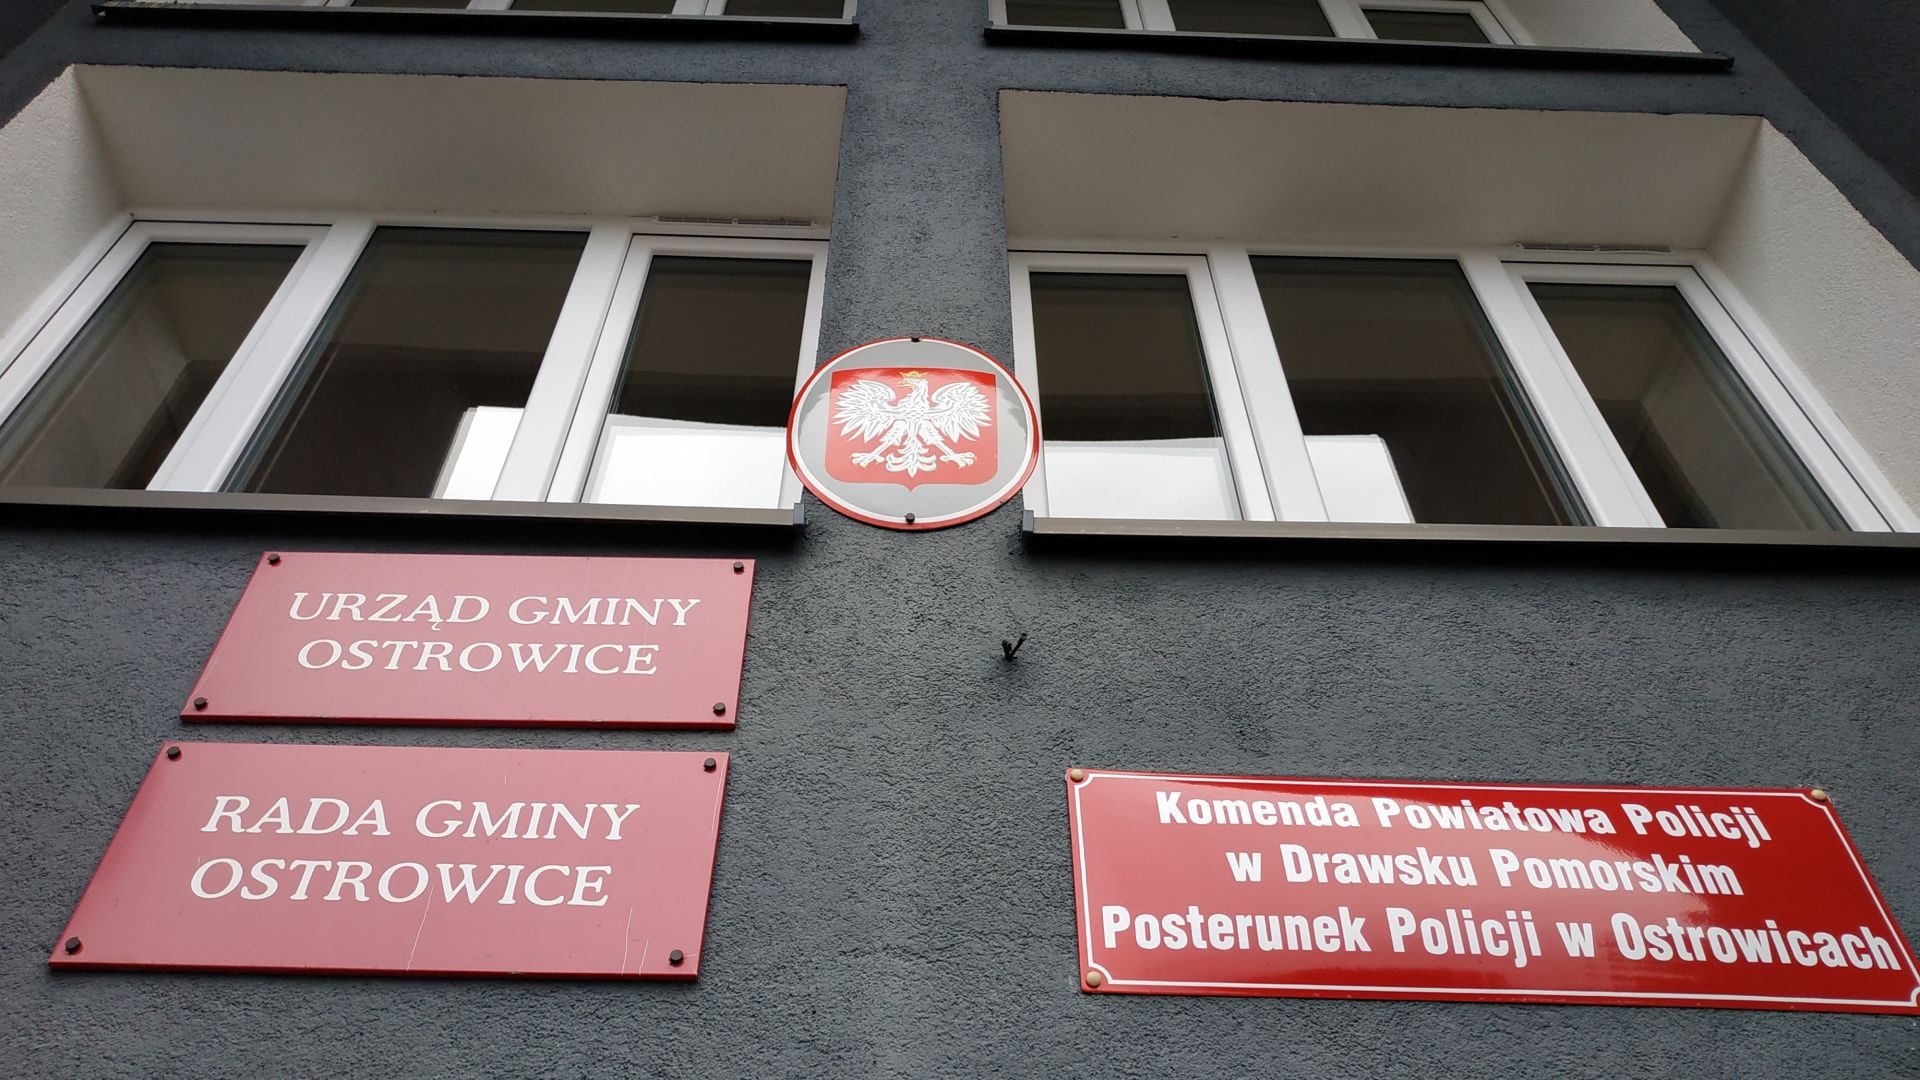 URZĄD GMINY
OSTROWICE
RADA GMINY
OSTROWICE
Komenda Powiatowa Policji
w Drawsku Pomorskim
Posterunek Policji w Ostrowicach